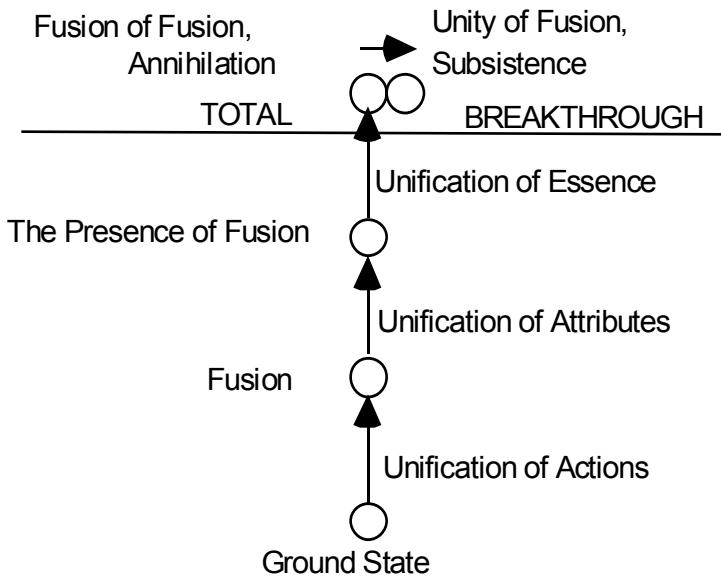 Fusion of Fusion,
Annihilation
Unity of Fusion,
Subsistence
TOTAL BREAKTHROUGH
Unification of Essence
The Presence of Fusion
Unification of Attributes
Fusion
Unification of Actions
Ground State